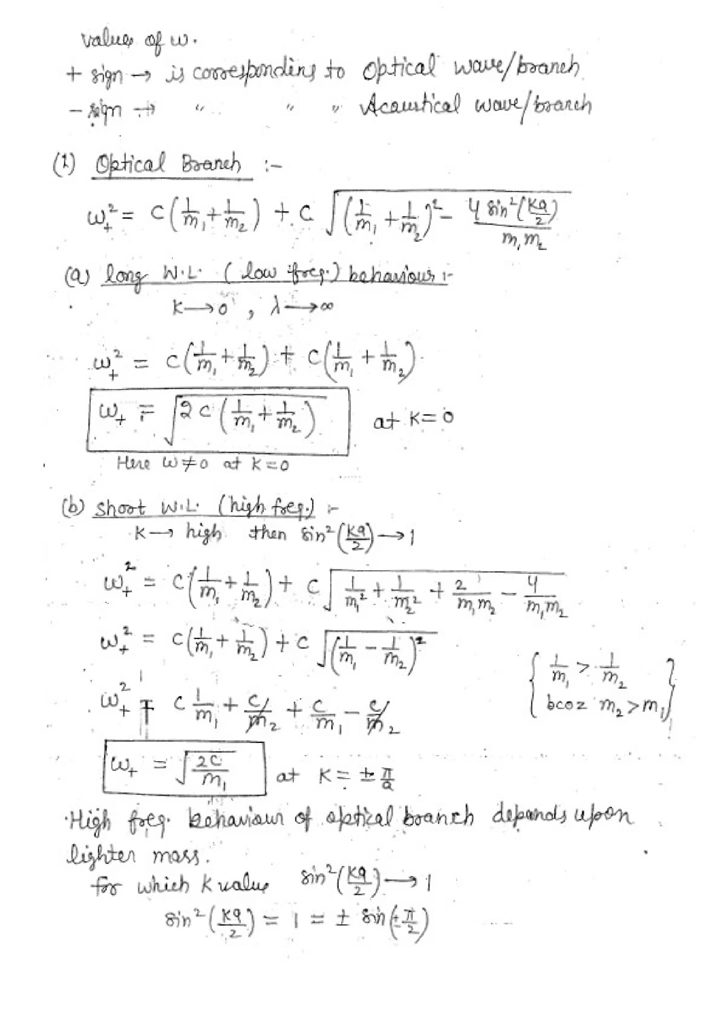 values of ω.
+ sign → is corresponding to Optical wave/branch
- sign → " " " Acaustical wave/branch
(1) Optical Branch :-
ω₊² = C(1/m₁ + 1/m₂) + C √((1/m₁ + 1/m₂)² - 4 sin²(Ka/2)/m₁m₂)
(a) long W.L. (low freq.) behaviour :-
K→0, λ→∞
ω₊² = C(1/m₁ + 1/m₂) + C(1/m₁ + 1/m₂)
ω₊ = √(2C(1/m₁ + 1/m₂)) at K=0
Here ω≠0 at K=0
(b) Short W.L. (high freq.) :-
K→ high then sin²(Ka/2)→1
ω₊² = C(1/m₁ + 1/m₂) + C √(1/m₁² + 1/m₂² + 2/m₁m₂ - 4/m₁m₂)
ω₊² = C(1/m₁ + 1/m₂) + C √((1/m₁ - 1/m₂)²)
{ 1/m₁ > 1/m₂
bcoz m₂>m₁ }
ω₊² = C 1/m₁ + C/m₂ + C/m₁ - C/m₂
ω₊ = √(2C/m₁) at K = ± π/a
High freq. behaviour of optical branch depends upon
lighter mass.
for which K value sin²(Ka/2)→1
sin²(Ka/2) = 1 = ± sin(±π/2)